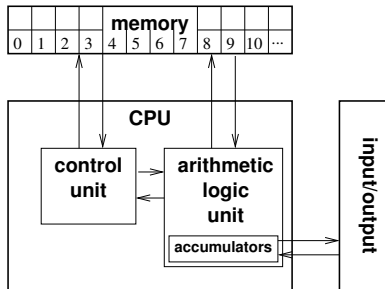 memory
0 1 2 3 4 5 6 7 8 9 10 ...
CPU
control
unit
arithmetic
logic
unit
accumulators
input/output